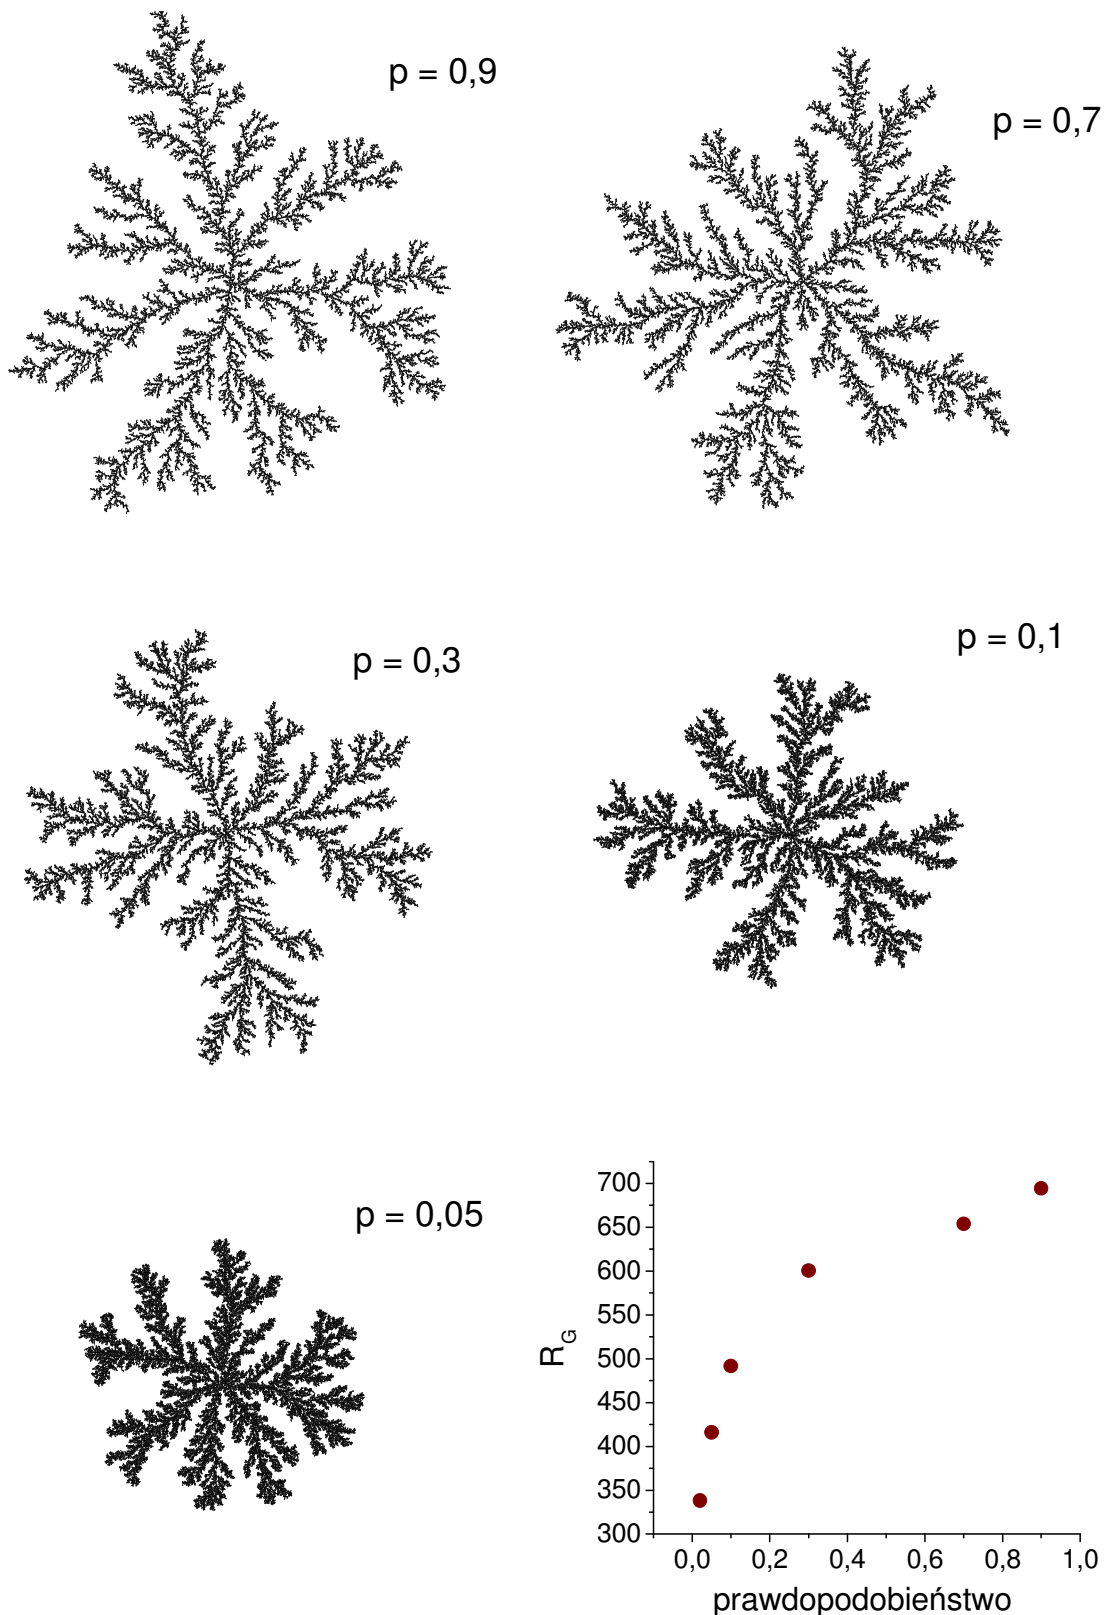 p = 0,9
p = 0,7
p = 0,3
p = 0,1
p = 0,05
700
650
600
550
500
450
400
350
300
R_G
0,0 0,2 0,4 0,6 0,8 1,0
prawdopodobieństwo